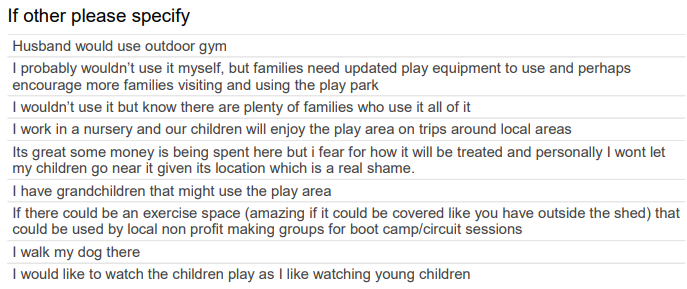 If other please specify
Husband would use outdoor gym
I probably wouldn’t use it myself, but families need updated play equipment to use and perhaps
encourage more families visiting and using the play park
I wouldn’t use it but know there are plenty of families who use it all of it
I work in a nursery and our children will enjoy the play area on trips around local areas
Its great some money is being spent here but i fear for how it will be treated and personally I wont let
my children go near it given its location which is a real shame.
I have grandchildren that might use the play area
If there could be an exercise space (amazing if it could be covered like you have outside the shed) that
could be used by local non profit making groups for boot camp/circuit sessions
I walk my dog there
I would like to watch the children play as I like watching young children